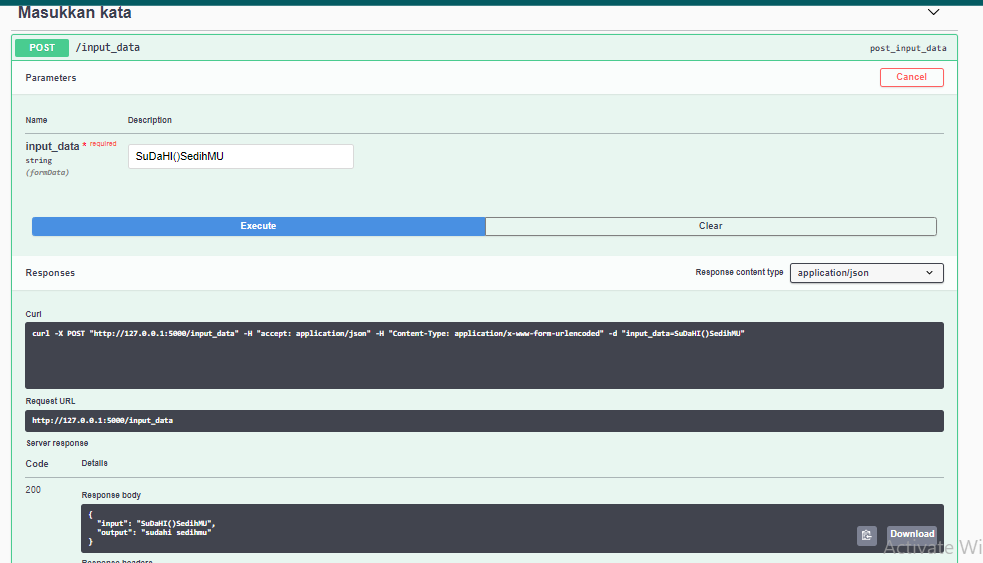 Masukkan kata
POST /input_data post_input_data
Parameters Cancel
Name Description
input_data * required
string
(formData)
SuDaHI()SedihMU
Execute Clear
Responses Response content type application/json
Curl
curl -X POST "http://127.0.0.1:5000/input_data" -H "accept: application/json" -H "Content-Type: application/x-www-form-urlencoded" -d "input_data=SuDaHI()SedihMU"
Request URL
http://127.0.0.1:5000/input_data
Server response
Code Details
200
Response body
{
"input": "SuDaHI()SedihMU",
"output": "sudahi sedihmu"
}
Download
Activate Wi
Response headers